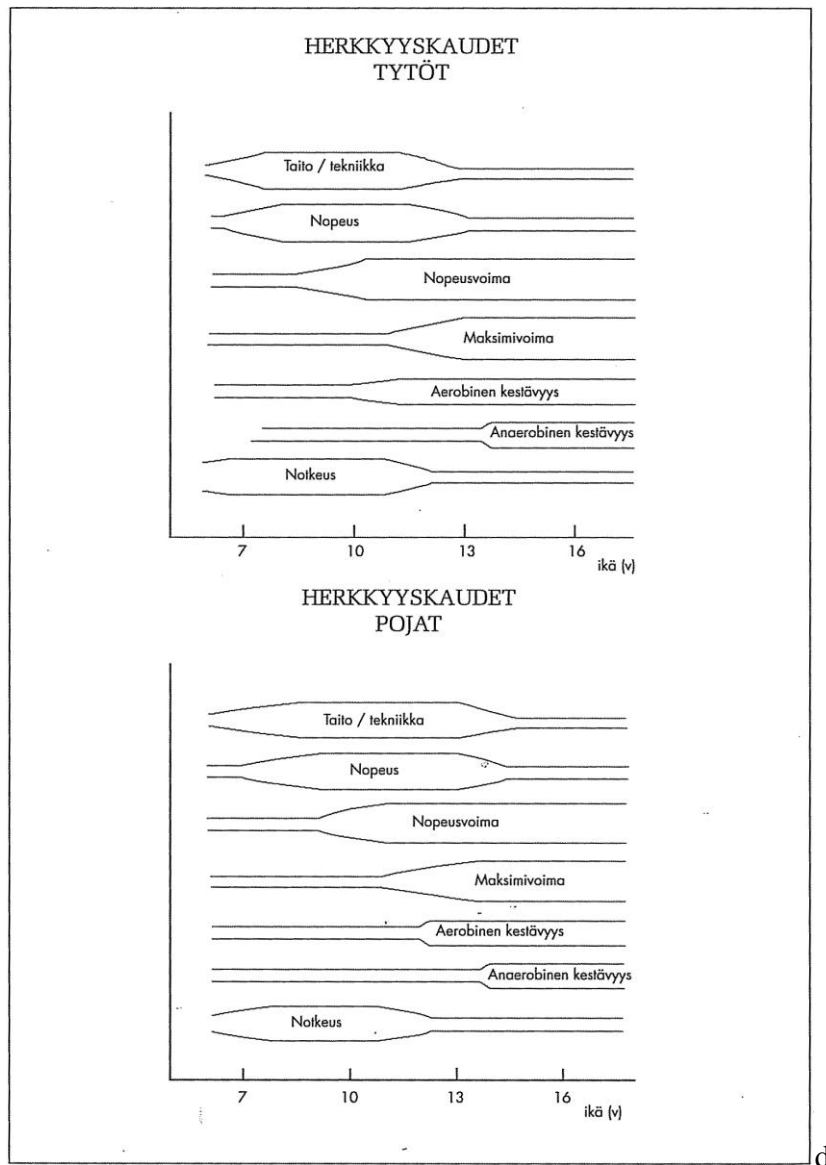 HERKKYYSKAUDET
TYTÖT
Taito / tekniikka
Nopeus
Nopeusvoima
Maksimivoima
Aerobinen kestävyys
Anaerobinen kestävyys
Notkeus
7 10 13 16
ikä (v)
HERKKYYSKAUDET
POJAT
Taito / tekniikka
Nopeus
Nopeusvoima
Maksimivoima
Aerobinen kestävyys
Anaerobinen kestävyys
Notkeus
7 10 13 16
ikä (v)
d